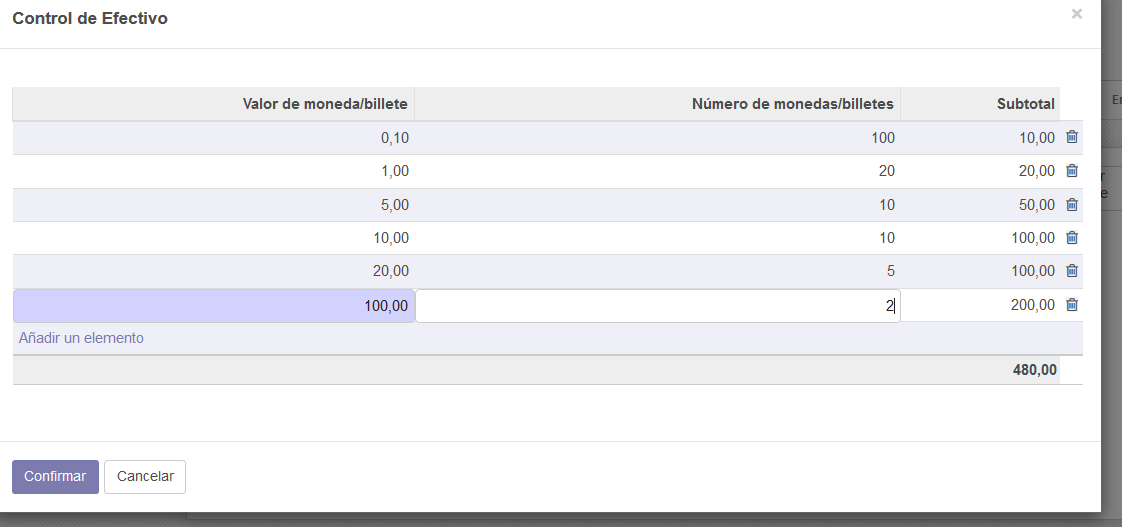 Control de Efectivo ×
Valor de moneda/billete Número de monedas/billetes Subtotal
0,10 100 10,00
1,00 20 20,00
5,00 10 50,00
10,00 10 100,00
20,00 5 100,00
100,00 2 200,00
Añadir un elemento
480,00
Confirmar Cancelar